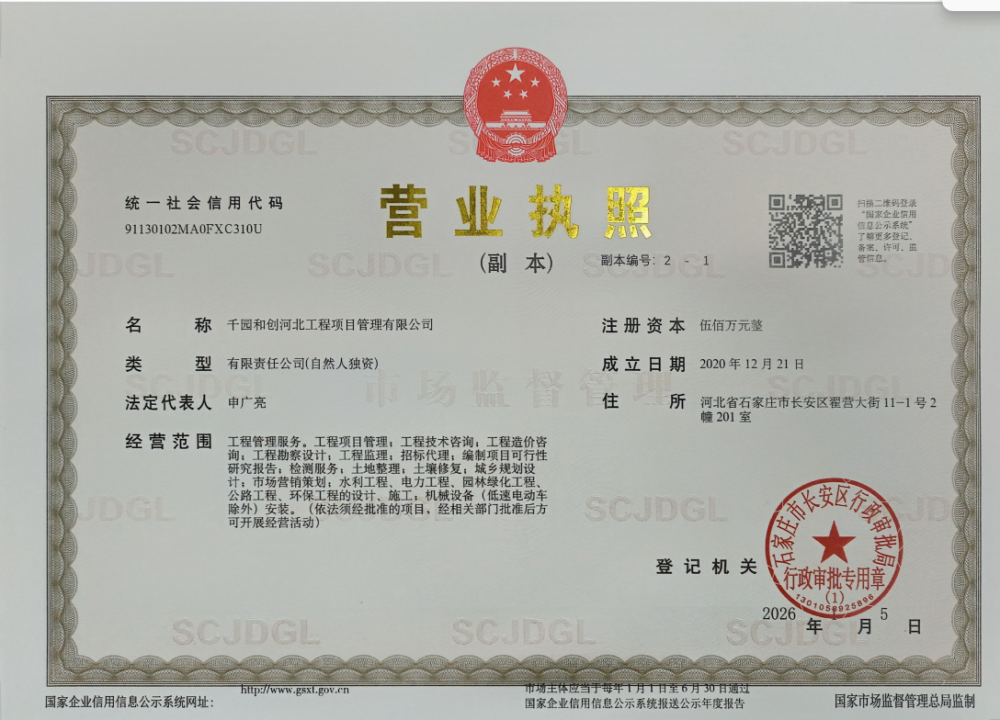 统一社会信用代码
91130102MA0FXC310U
营业执照
(副 本) 副本编号: 2 - 1
扫描二维码登录
“国家企业信用
信息公示系统”
了解更多登记、
备案、许可、监
管信息。
名 称 千园和创河北工程项目管理有限公司
类 型 有限责任公司(自然人独资)
法定代表人 申广亮
经营范围 工程管理服务。工程项目管理；工程技术咨询；工程造价咨
询；工程勘察设计；工程监理；招标代理；编制项目可行性
研究报告；检测服务；土地整理；土壤修复；城乡规划设
计；市场营销策划；水利工程、电力工程、园林绿化工程、
公路工程、环保工程的设计、施工；机械设备（低速电动车
除外）安装。（依法须经批准的项目，经相关部门批准后方
可开展经营活动）
注册资本 伍佰万元整
成立日期 2020 年 12 月 21 日
住 所 河北省石家庄市长安区翟营大街 11-1 号 2
幢 201 室
登记机关
石家庄市长安区行政审批局
行政审批专用章
(1)
1301058925896
2026 年 1 月 5 日
SCJDGL
市场监督管理
国家企业信用信息公示系统网址：
http://www.gsxt.gov.cn
市场主体应当于每年 1 月 1 日至 6 月 30 日通过
国家企业信用信息公示系统报送公示年度报告
国家市场监督管理总局监制